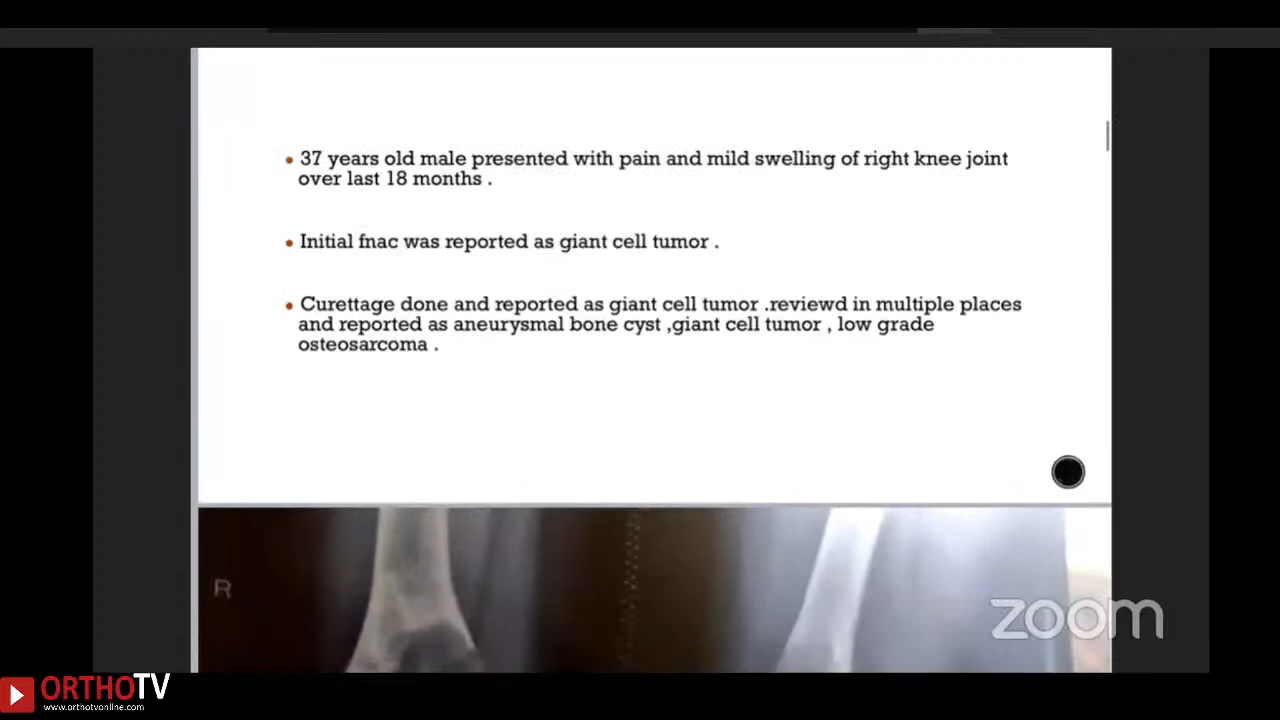 • 37 years old male presented with pain and mild swelling of right knee joint
over last 18 months .
• Initial fnac was reported as giant cell tumor .
• Curettage done and reported as giant cell tumor .reviewd in multiple places
and reported as aneurysmal bone cyst ,giant cell tumor , low grade
osteosarcoma .
R
zoom
ORTHOTV
www.orthotvonline.com